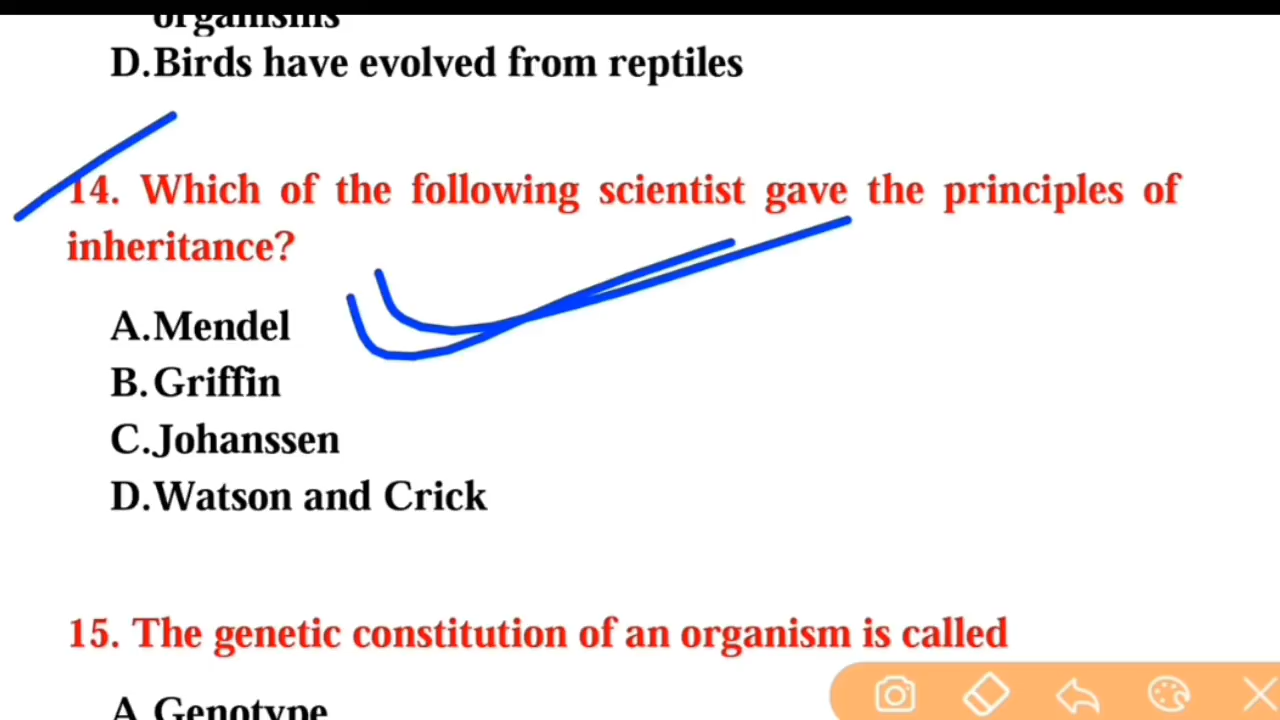 organisms
D.Birds have evolved from reptiles
14. Which of the following scientist gave the principles of
inheritance?
A.Mendel
B.Griffin
C.Johanssen
D.Watson and Crick
15. The genetic constitution of an organism is called
A.Genotype